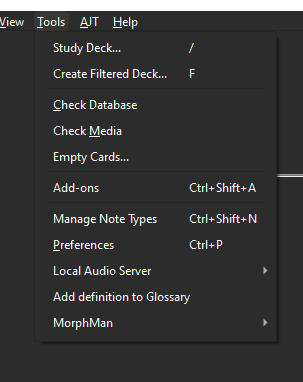 View Tools AJT Help
Study Deck... /
Create Filtered Deck... F
Check Database
Check Media
Empty Cards...
Add-ons Ctrl+Shift+A
Manage Note Types Ctrl+Shift+N
Preferences Ctrl+P
Local Audio Server
Add definition to Glossary
MorphMan